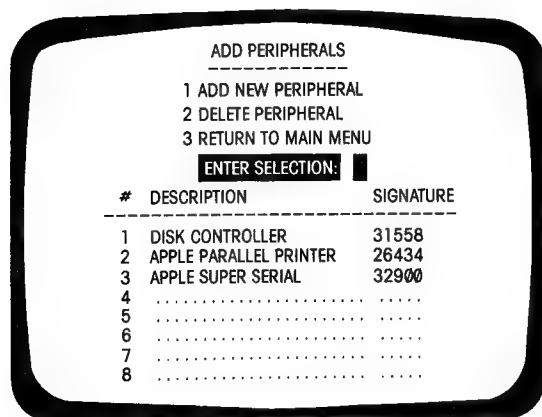 ADD PERIPHERALS
---------------
1 ADD NEW PERIPHERAL
2 DELETE PERIPHERAL
3 RETURN TO MAIN MENU
ENTER SELECTION:
# DESCRIPTION SIGNATURE
----------------------------------------
1 DISK CONTROLLER 31558
2 APPLE PARALLEL PRINTER 26434
3 APPLE SUPER SERIAL 32900
4 ........................ .....
5 ........................ .....
6 ........................ .....
7 ........................ .....
8 ........................ .....